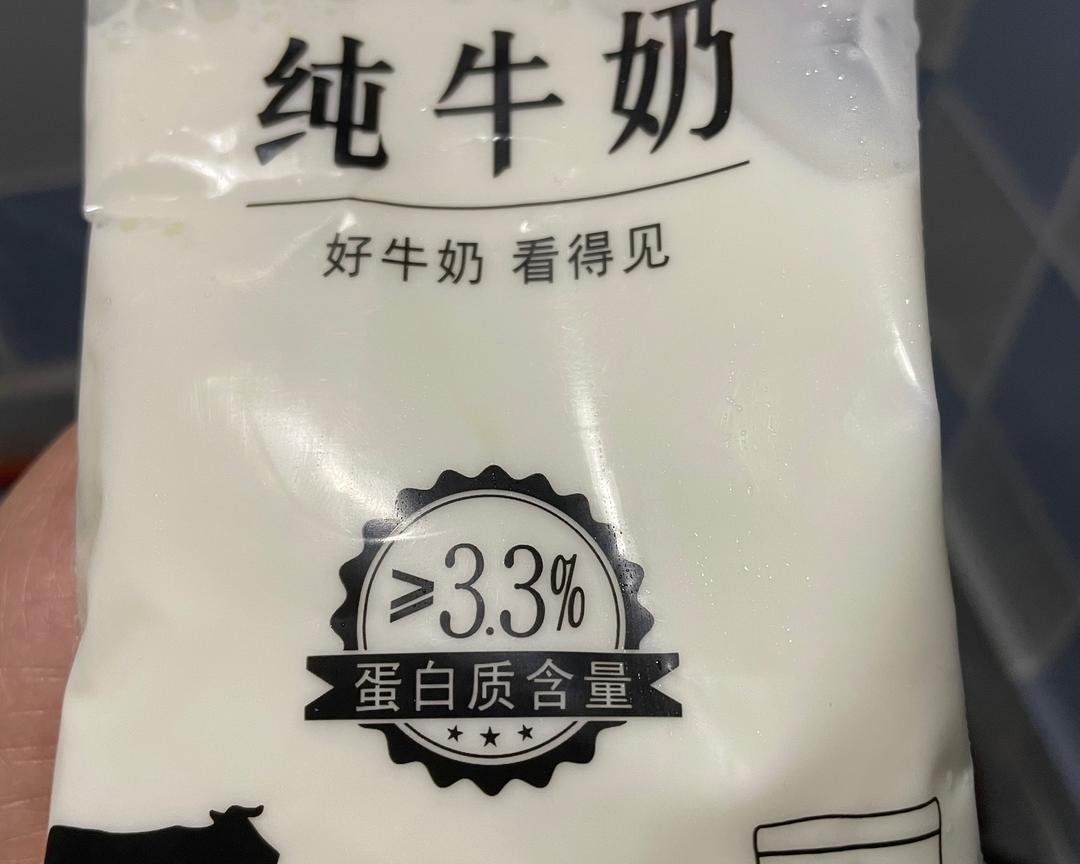 纯牛奶
好牛奶 看得见
≥3.3%
蛋白质含量